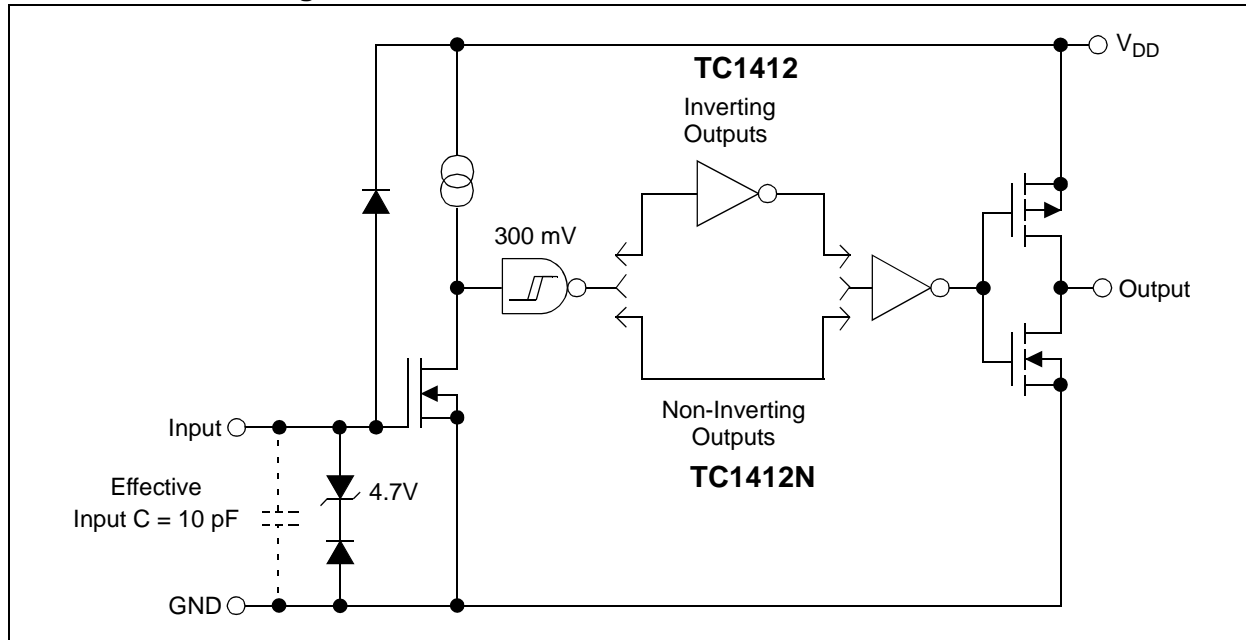 V_DD
TC1412
Inverting
Outputs
300 mV
Output
Input
Non-Inverting
Outputs
TC1412N
4.7V
Effective
Input C = 10 pF
GND